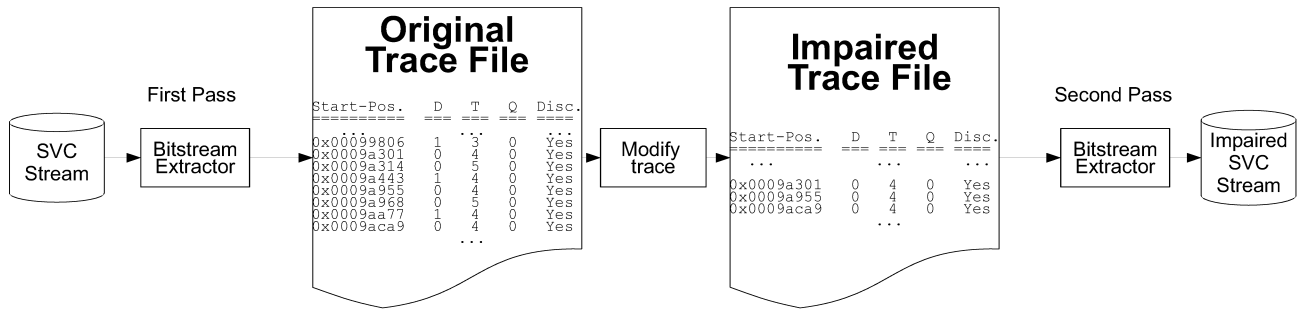 SVC
Stream
First Pass
Bitstream
Extractor
Original
Trace File
Start-Pos. D T Q Disc.
========== === === === ====
... ... ...
0x00099806 1 3 0 Yes
0x0009a301 0 4 0 Yes
0x0009a314 0 5 0 Yes
0x0009a443 1 4 0 Yes
0x0009a955 0 4 0 Yes
0x0009a968 0 5 0 Yes
0x0009aa77 1 4 0 Yes
0x0009aca9 0 4 0 Yes
...
Modify
trace
Impaired
Trace File
Start-Pos. D T Q Disc.
========== === === === ====
... ... ...
0x0009a301 0 4 0 Yes
0x0009a955 0 4 0 Yes
0x0009aca9 0 4 0 Yes
...
Second Pass
Bitstream
Extractor
Impaired
SVC
Stream